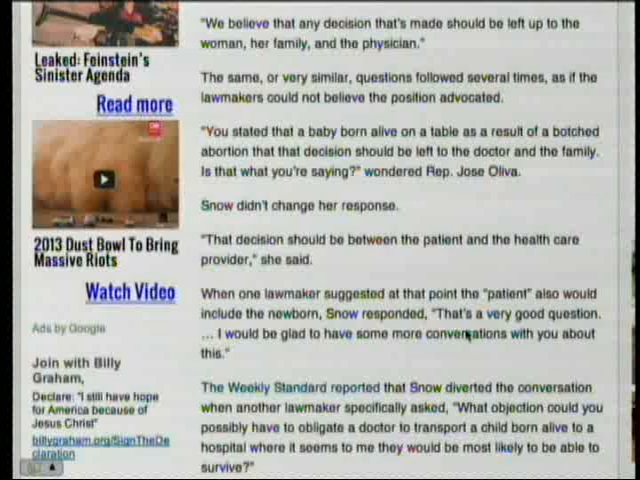 Leaked: Feinstein's
Sinister Agenda
Read more
2013 Dust Bowl To Bring
Massive Riots
Watch Video
Ads by Google
Join with Billy
Graham,
Declare: "I still have hope
for America because of
Jesus Christ"
billygraham.org/SignTheDe
claration
"We believe that any decision that's made should be left up to the
woman, her family, and the physician."
The same, or very similar, questions followed several times, as if the
lawmakers could not believe the position advocated.
"You stated that a baby born alive on a table as a result of a botched
abortion that that decision should be left to the doctor and the family.
Is that what you're saying?" wondered Rep. Jose Oliva.
Snow didn't change her response.
"That decision should be between the patient and the health care
provider," she said.
When one lawmaker suggested at that point the "patient" also would
include the newborn, Snow responded, "That's a very good question.
... I would be glad to have some more conversations with you about
this."
The Weekly Standard reported that Snow diverted the conversation
when another lawmaker specifically asked, "What objection could you
possibly have to obligate a doctor to transport a child born alive to a
hospital where it seems to me they would be most likely to be able to
survive?"